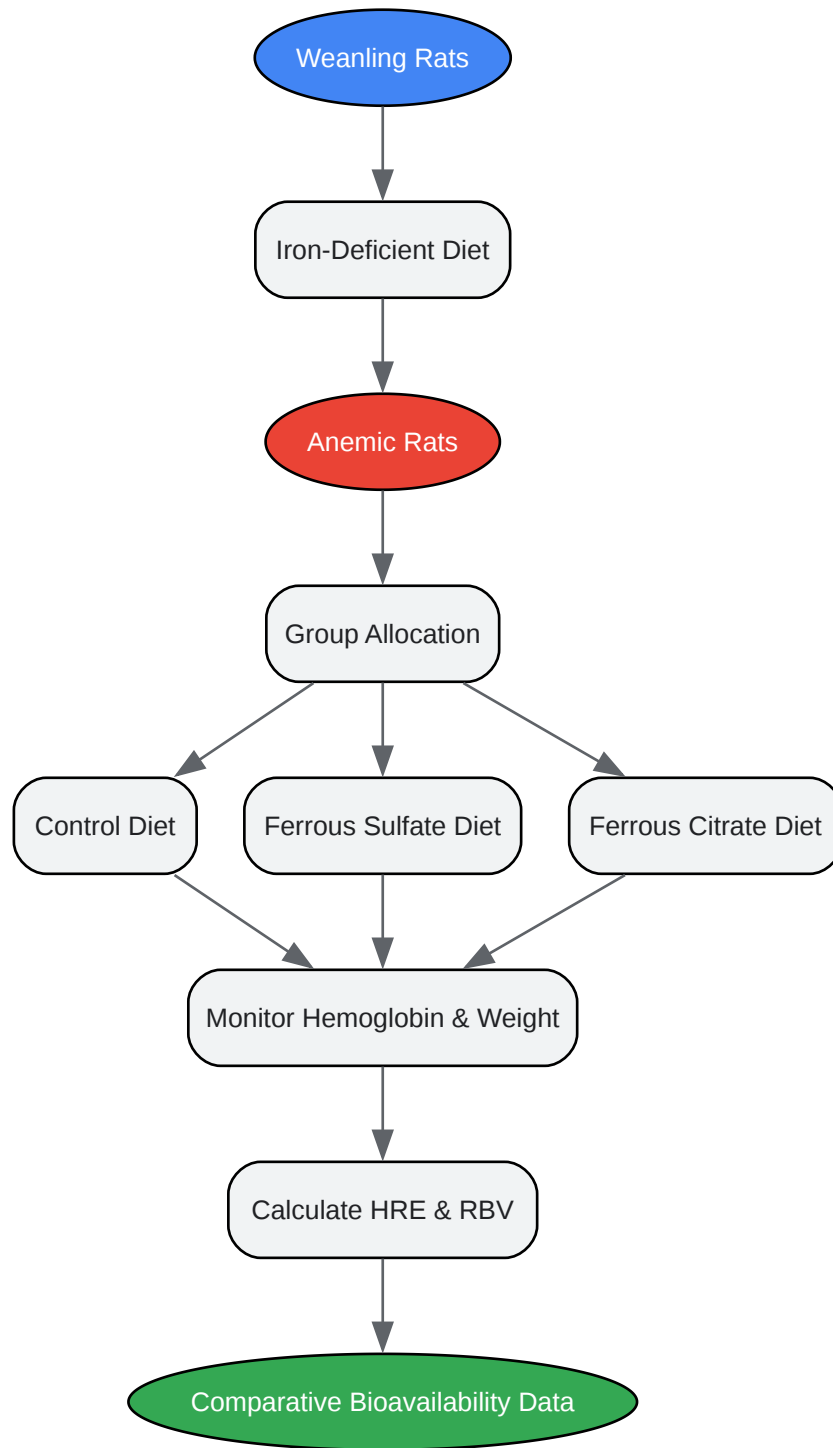 Weanling Rats
Iron-Deficient Diet
Anemic Rats
Group Allocation
Control Diet
Ferrous Sulfate Diet
Ferrous Citrate Diet
Monitor Hemoglobin & Weight
Calculate HRE & RBV
Comparative Bioavailability Data